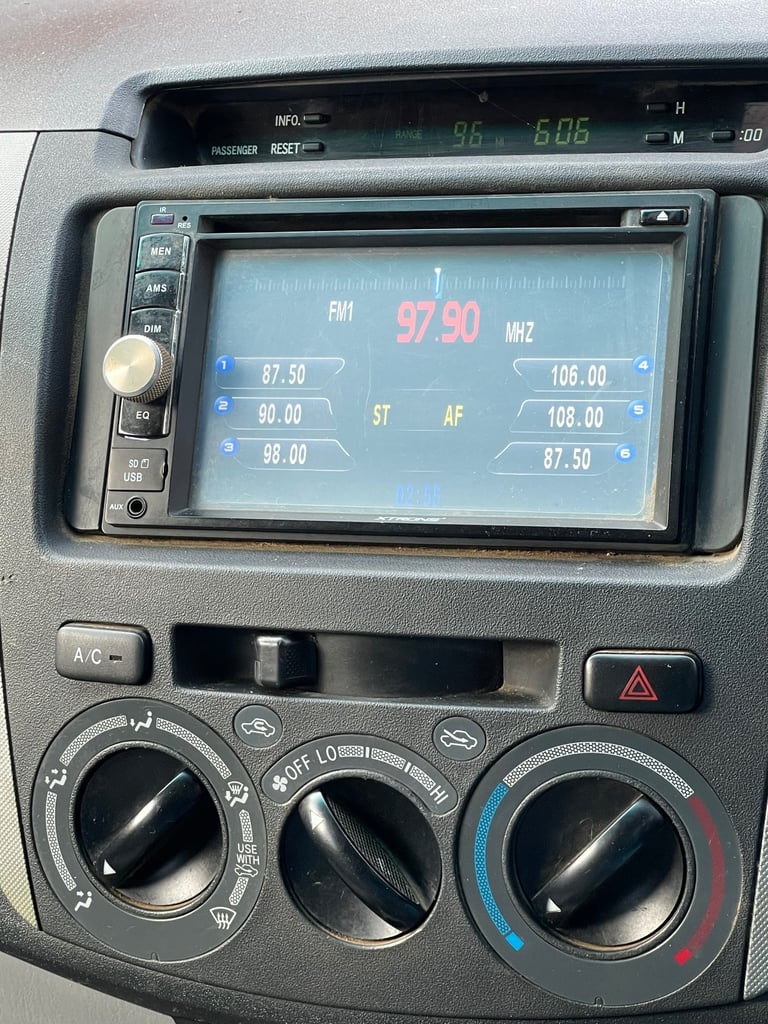 INFO.
H
RANGE 96 MI 606
PASSENGER RESET
M :00
IR
RES
MEN
AMS
DIM
EQ
SD
USB
AUX
FM1 97.90 MHZ
1 87.50
106.00 4
2 90.00
ST AF
108.00 5
3 98.00
87.50 6
XTRONS
A/C
OFF LO
HI
USE
WITH